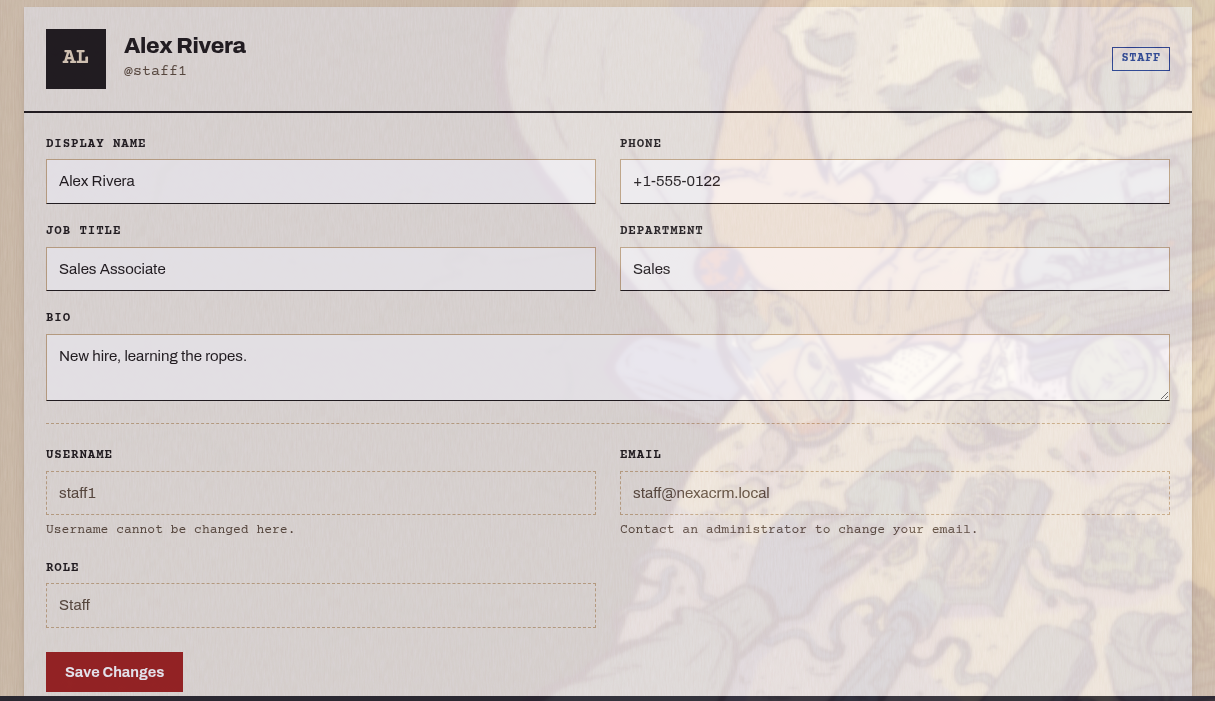 AL
Alex Rivera
@staff1
STAFF
DISPLAY NAME
PHONE
Alex Rivera
+1-555-0122
JOB TITLE
DEPARTMENT
Sales Associate
Sales
BIO
New hire, learning the ropes.
USERNAME
EMAIL
staff1
staff@nexacrm.local
Username cannot be changed here.
Contact an administrator to change your email.
ROLE
Staff
Save Changes